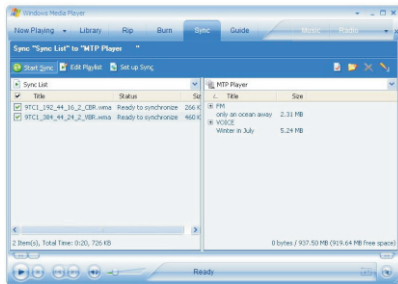 Windows Media Player
Now Playing Library Rip Burn Sync Guide Music Radio
Sync "Sync List" to "MTP Player "
Start Sync Edit Playlist Set up Sync
Sync List
MTP Player
Title Status Siz
Title Size
9TC1_192_44_16_2_CBR.wma Ready to synchronize 266 K
9TC1_384_44_24_2_VBR.wma Ready to synchronize 460 K
FM
only an ocean away 2.31 MB
VOICE
Winter in July 5.24 MB
2 Item(s), Total Time: 0:20, 726 KB
0 bytes / 937.50 MB (919.64 MB free space)
Ready